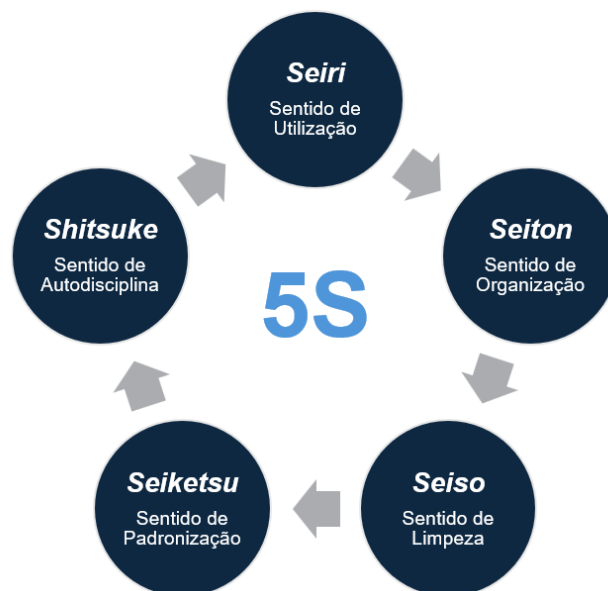 Seiri
Sentido de
Utilização
Shitsuke
Sentido de
Autodisciplina
Seiton
Sentido de
Organização
5S
Seiketsu
Sentido de
Padronização
Seiso
Sentido de
Limpeza